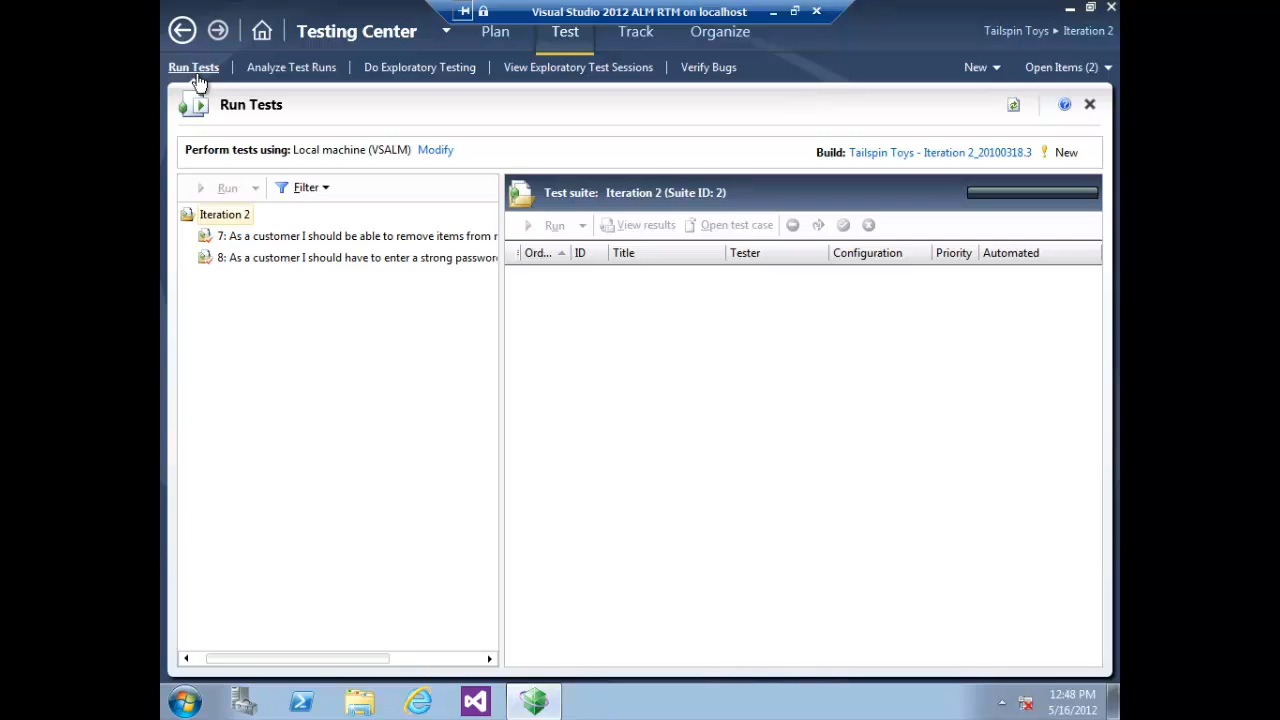 Visual Studio 2012 ALM RTM on localhost
Testing Center
Plan
Test
Track
Organize
Tailspin Toys ▸ Iteration 2
Run Tests
Analyze Test Runs
Do Exploratory Testing
View Exploratory Test Sessions
Verify Bugs
New
Open Items (2)
Run Tests
Perform tests using: Local machine (VSALM) Modify
Build: Tailspin Toys - Iteration 2_20100318.3 New
Run
Filter
Test suite: Iteration 2 (Suite ID: 2)
Iteration 2
7: As a customer I should be able to remove items from
8: As a customer I should have to enter a strong password
Run
View results
Open test case
Ord...
ID
Title
Tester
Configuration
Priority
Automated
12:48 PM
5/16/2012